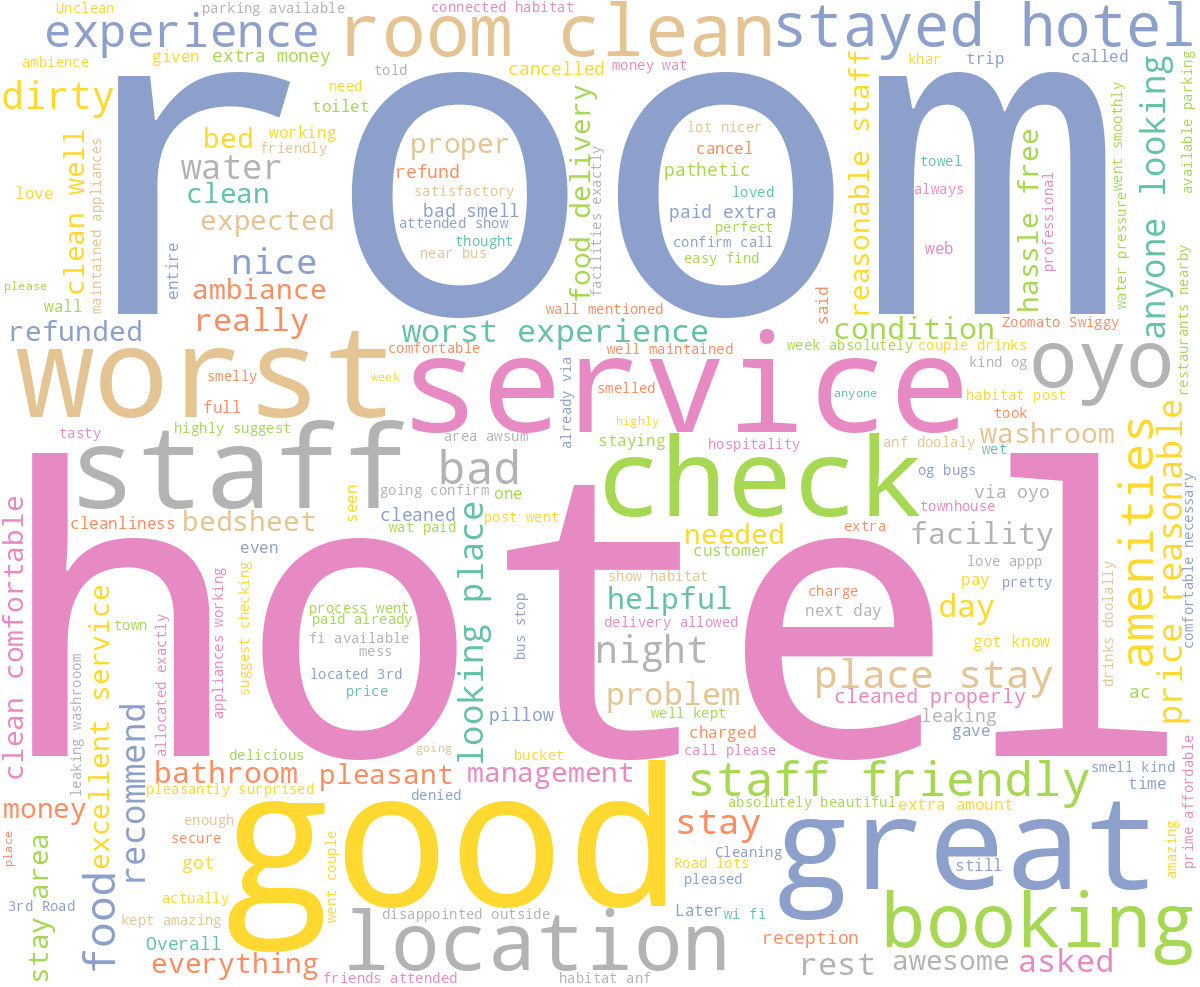 Unclean
parking available
connected habitat
experience
room clean
stayed hotel
ambience
given
extra money
told
cancelled
money wat
khar
trip
called
dirty
need
toilet
room
bed
working
friendly
proper
lot nicer
cancel
refund
pathetic
towel
water
clean
satisfactory
loved
always
love
bad smell
paid extra
expected
attended show
perfect
thought
confirm call
near bus
easy find
web
nice
clean well
maintained appliances
entire
food delivery
facilities exactly
reasonable staff
hassle free
professional
water pressure
went smoothly
anyone looking
available parking
restaurants nearby
please
wall
ambiance
really
wall mentioned
said
refunded
worst experience
condition
Zoomato Swiggy
worst
comfortable
well maintained
week absolutely
couple drinks
service
oyo
kind og
smelly
week
smelled
anyone
habitat post
full
already via
highly
took
tasty
highly suggest
staff
area awsum
staying
hospitality
anf doolaly
washroom
wet
bad
check
og bugs
going confirm
one
via oyo
townhouse
cleanliness
bedsheet
seen
cleaned
post went
wat paid
needed
extra
facility
amenities
price reasonable
comfortable necessary
even
customer
love appp
hotel
show habitat
charge
pay
pretty
process went
paid already
helpful
next day
day
fi available
delivery allowed
mess
night
got know
located 3rd
price
place stay
problem
cleaned properly
ac
clean comfortable
leaking washrooom
excellent service
town
recommend
allocated exactly
appliances working
suggest checking
looking place
bus stop
drinks doolally
pillow
well kept
leaking
charged
gave
delicious
going
bucket
call please
bathroom
pleasant
management
staff friendly
smell kind
time
pleasantly surprised
denied
absolutely beautiful
extra amount
money
good
great
enough
secure
stay
Cleaning
place
stay area
food
went couple
got
Road lots
pleased
still
amazing
prime affordable
actually
3rd Road
kept amazing
disappointed outside
Later
wi fi
booking
location
Overall
reception
everything
rest
awesome
asked
friends attended
habitat anf